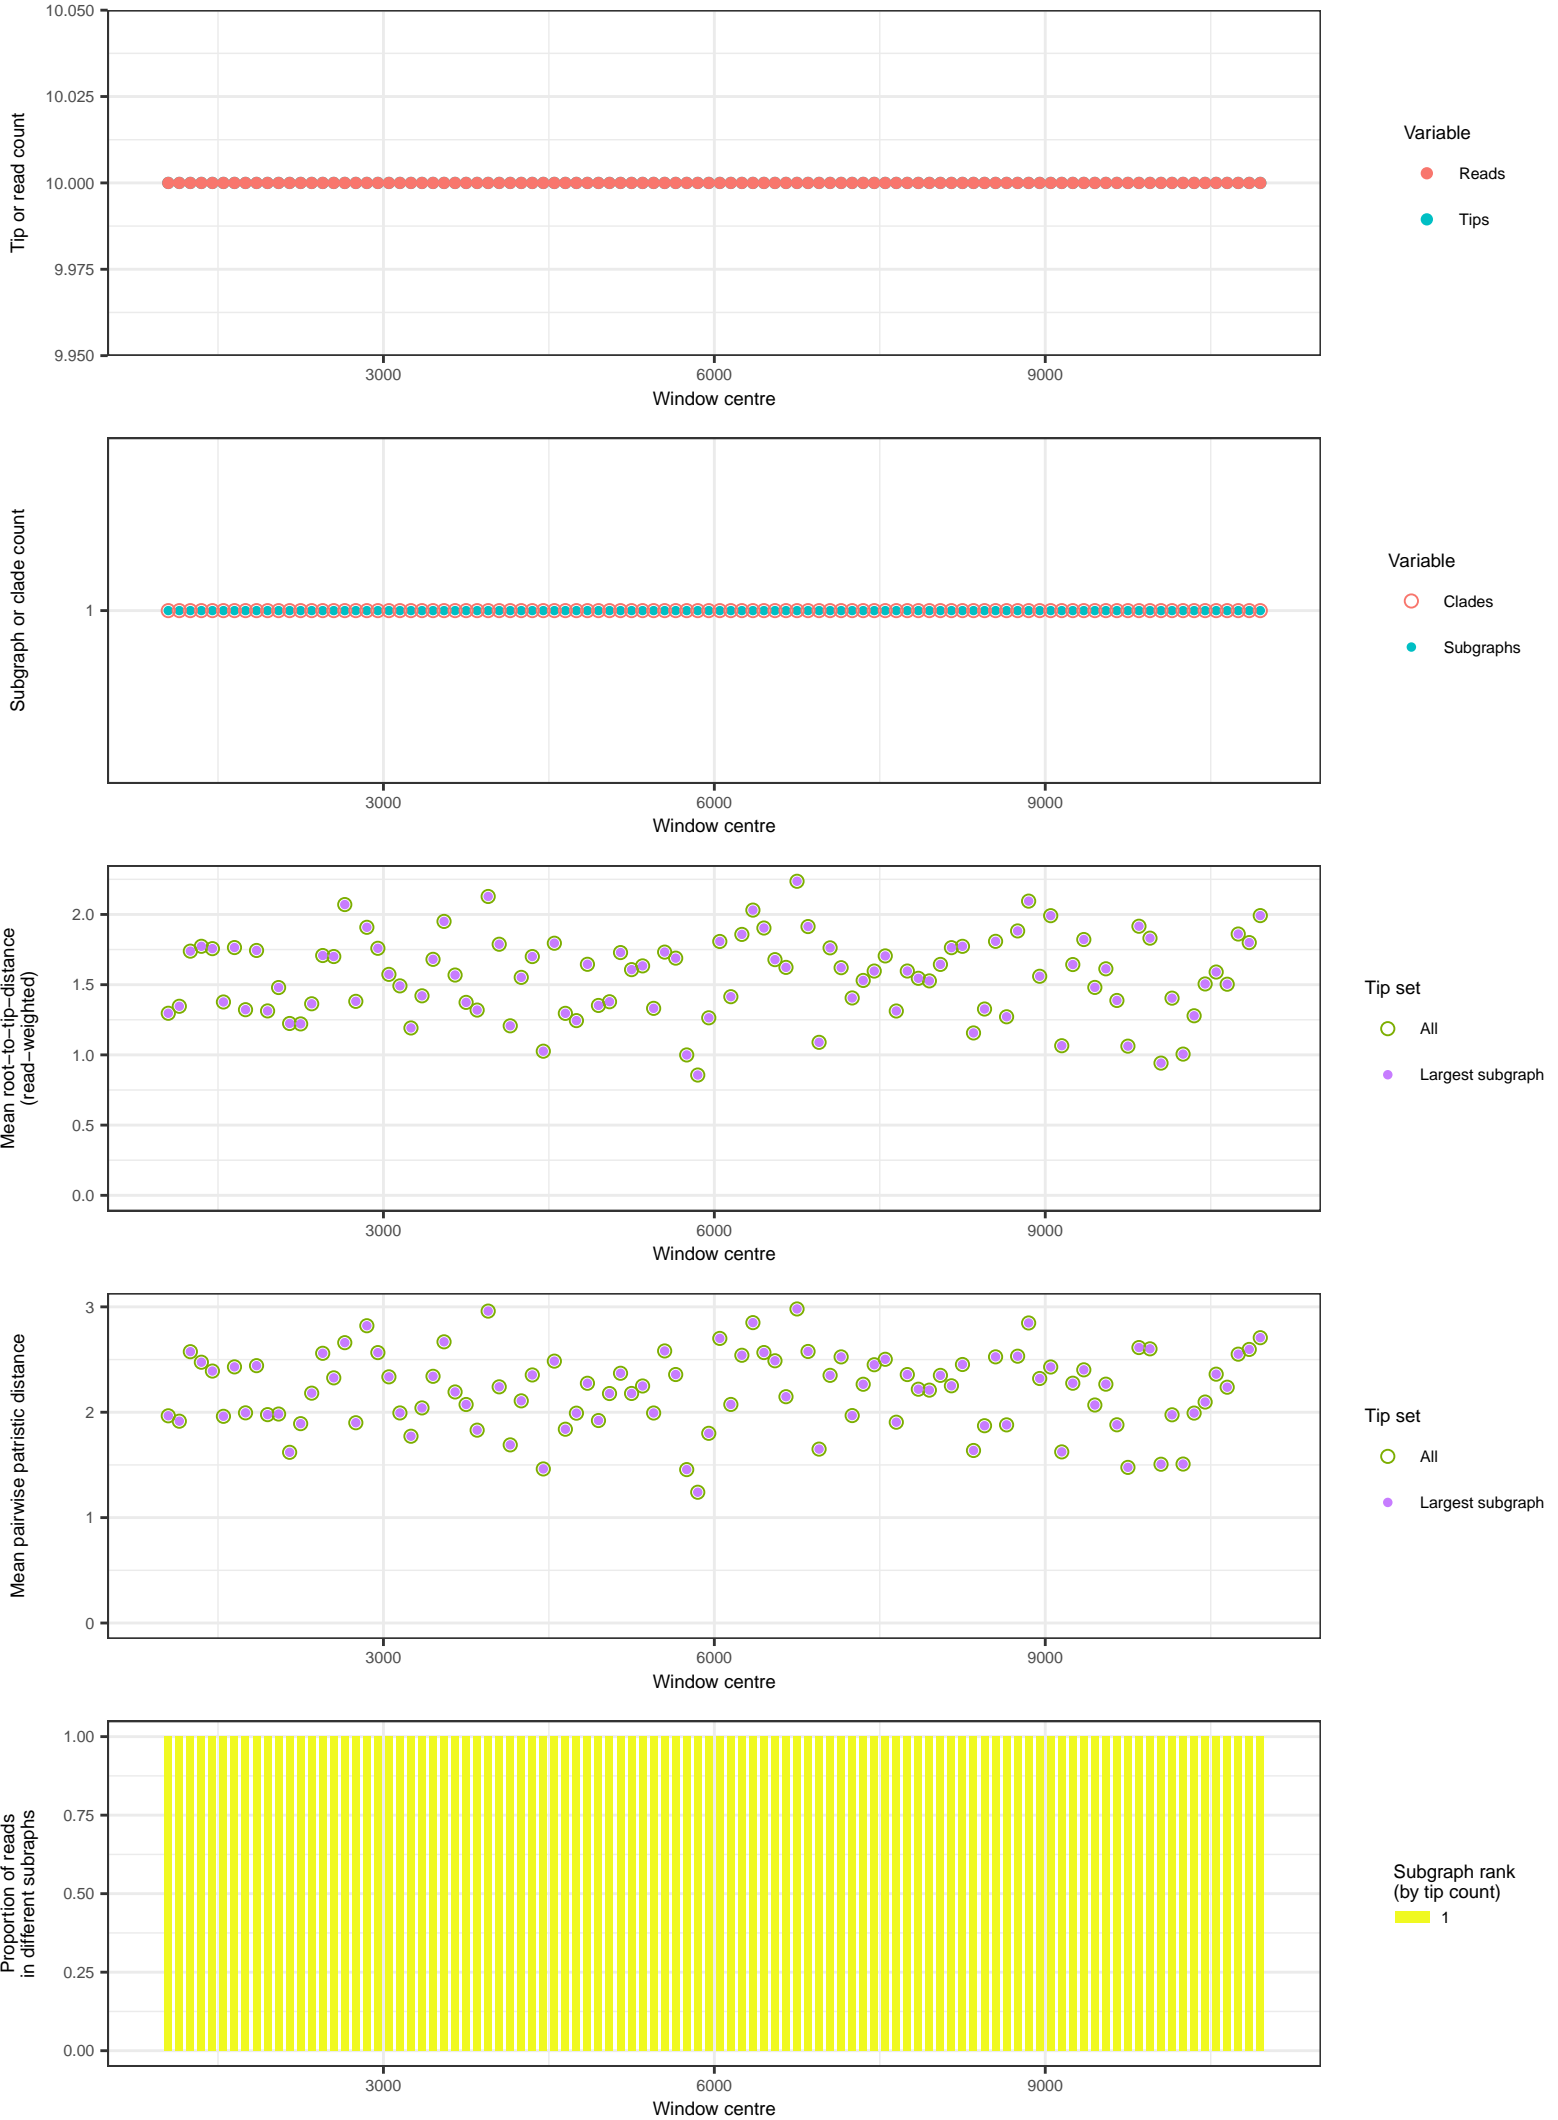 10.050
10.025
10.000
9.975
9.950
Tip or read count
3000 6000 9000
Window centre
Variable
Reads
Tips
1
Subgraph or clade count
3000 6000 9000
Window centre
Variable
Clades
Subgraphs
2.0
1.5
1.0
0.5
0.0
Mean root−to−tip−distance
(read−weighted)
3000 6000 9000
Window centre
Tip set
All
Largest subgraph
3
2
1
0
Mean pairwise patristic distance
3000 6000 9000
Window centre
Tip set
All
Largest subgraph
1.00
0.75
0.50
0.25
0.00
Proportion of reads
in different subraphs
3000 6000 9000
Window centre
Subgraph rank
(by tip count)
1